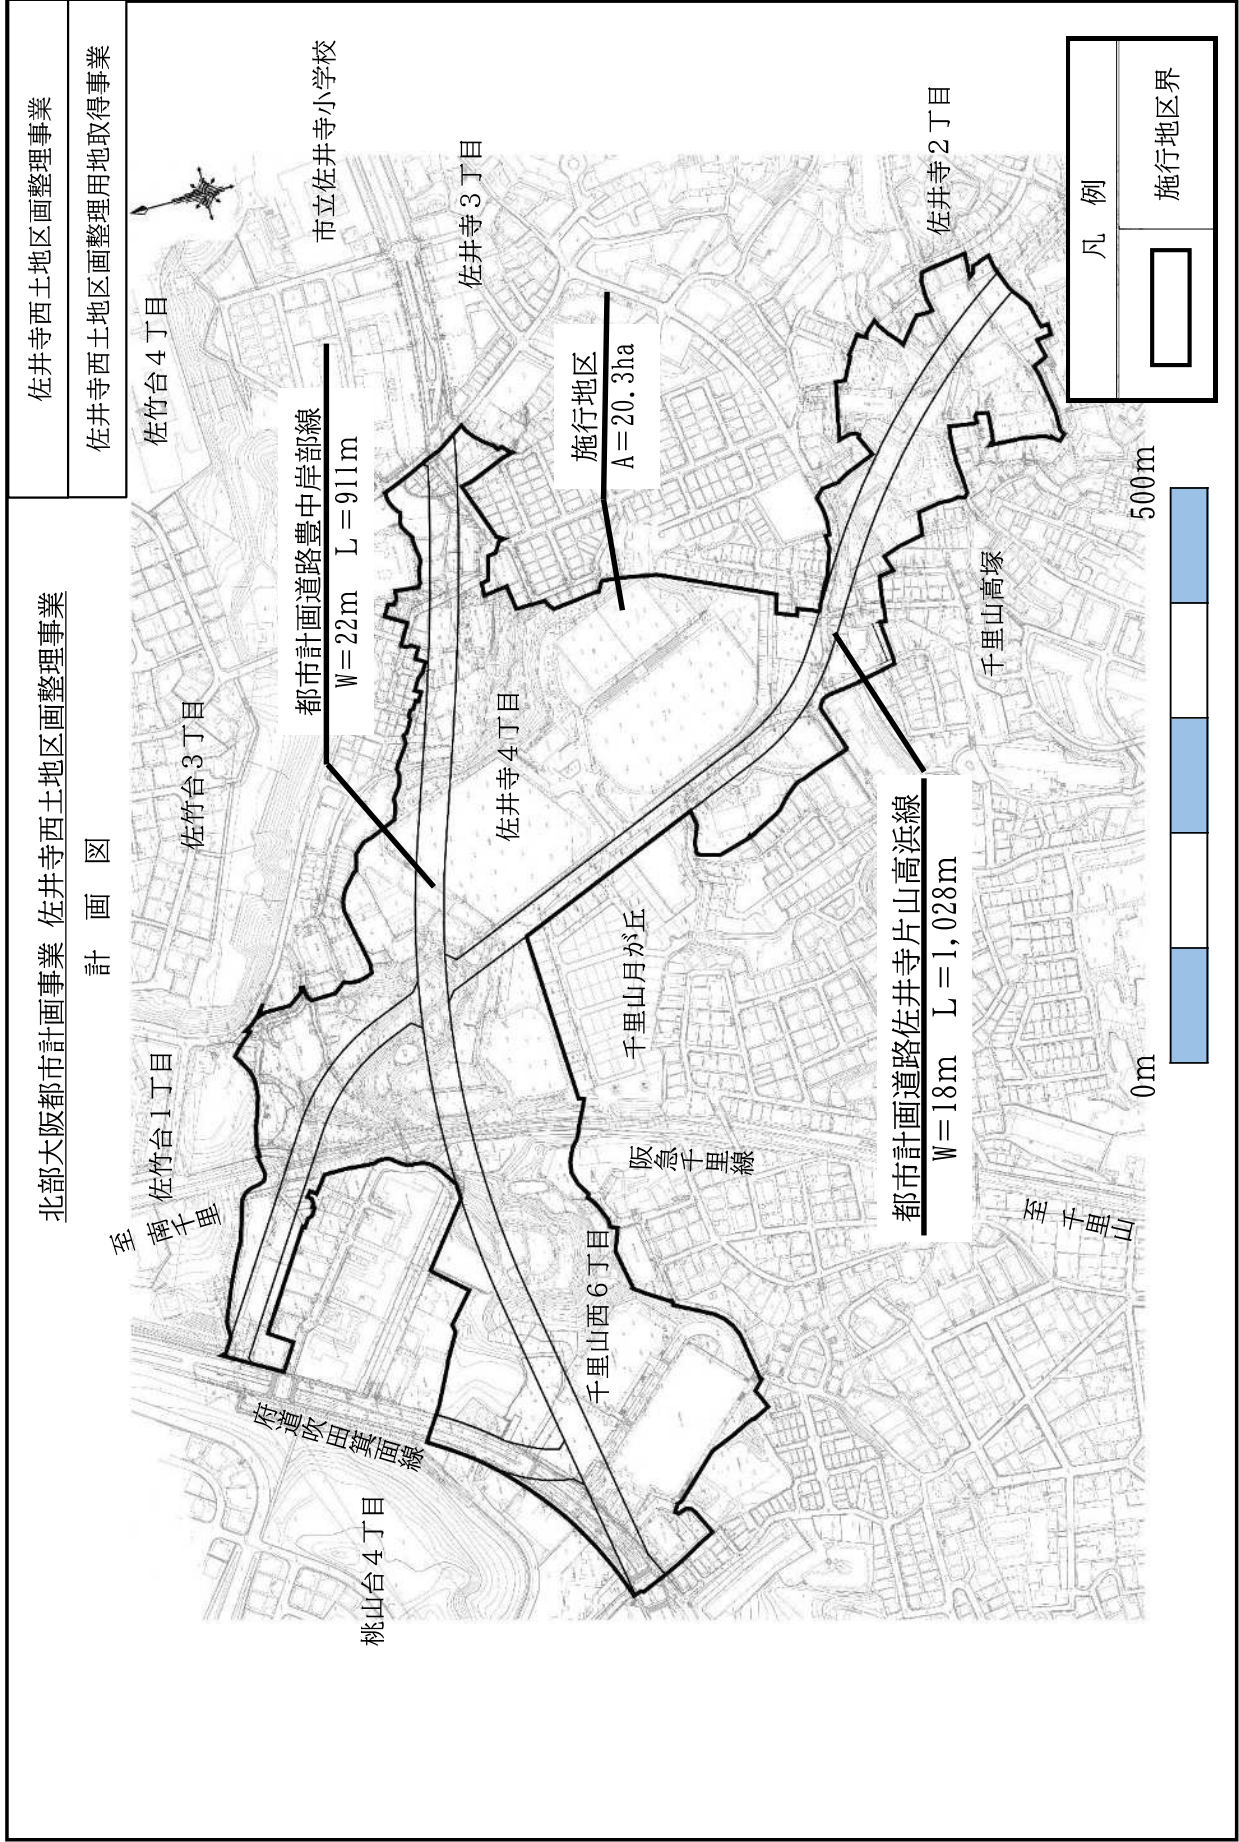 佐井寺西土地区画整理事業
佐井寺西土地区画整理用地取得事業
北部大阪都市計画事業 佐井寺西土地区画整理事業
計画図
至 南千里
佐竹台1丁目
佐竹台3丁目
佐竹台4丁目
市立佐井寺小学校
都市計画道路豊中岸部線
W=22m L=911m
佐井寺3丁目
府道吹田箕面線
桃山台4丁目
佐井寺4丁目
施行地区
A=20.3ha
千里山西6丁目
阪急千里線
千里山月が丘
佐井寺2丁目
都市計画道路佐井寺片山高浜線
W=18m L=1,028m
千里山高塚
至 千里山
0m
500m
凡例
施行地区界